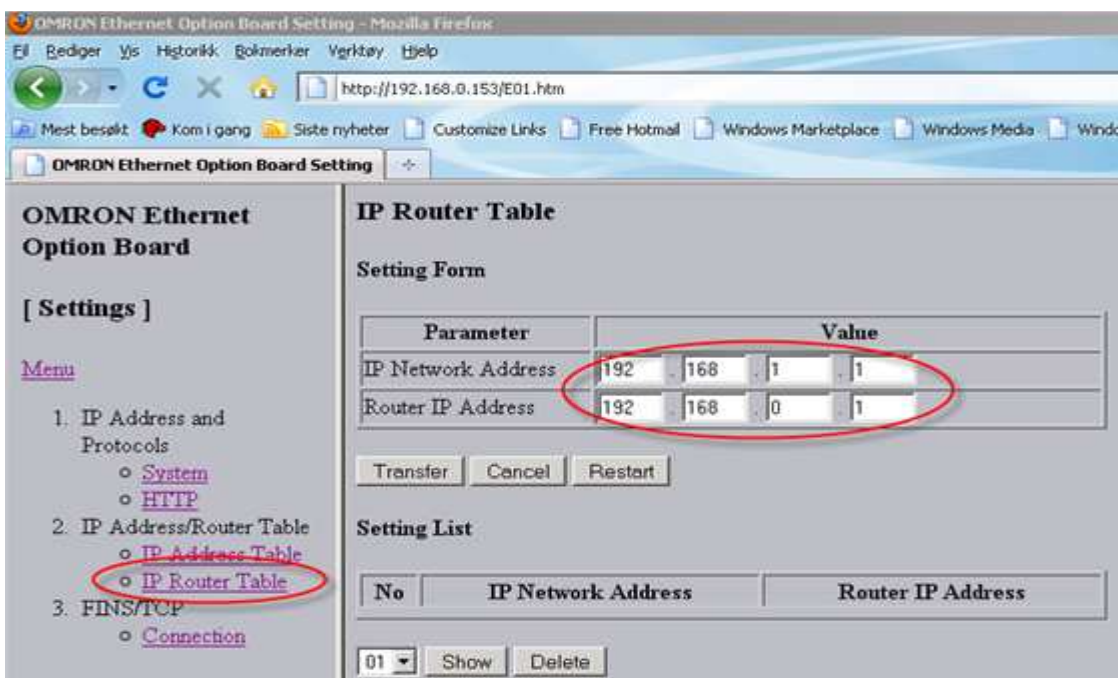 OMRON Ethernet Option Board Setting - Mozilla Firefox
Fil Rediger Vis Historikk Bokmerker Verktøy Hjelp
http://192.168.0.153/E01.htm
Mest besøkt Kom i gang Siste nyheter Customize Links Free Hotmail Windows Marketplace Windows Media
OMRON Ethernet Option Board Setting
OMRON Ethernet
Option Board
[ Settings ]
Menu
1. IP Address and
Protocols
System
HTTP
2. IP Address/Router Table
IP Address Table
IP Router Table
3. FINS/TCP
Connection
IP Router Table
Setting Form
Parameter Value
IP Network Address 192 . 168 . 1 . 1
Router IP Address 192 . 168 . 0 . 1
Transfer Cancel Restart
Setting List
No IP Network Address Router IP Address
01 Show Delete